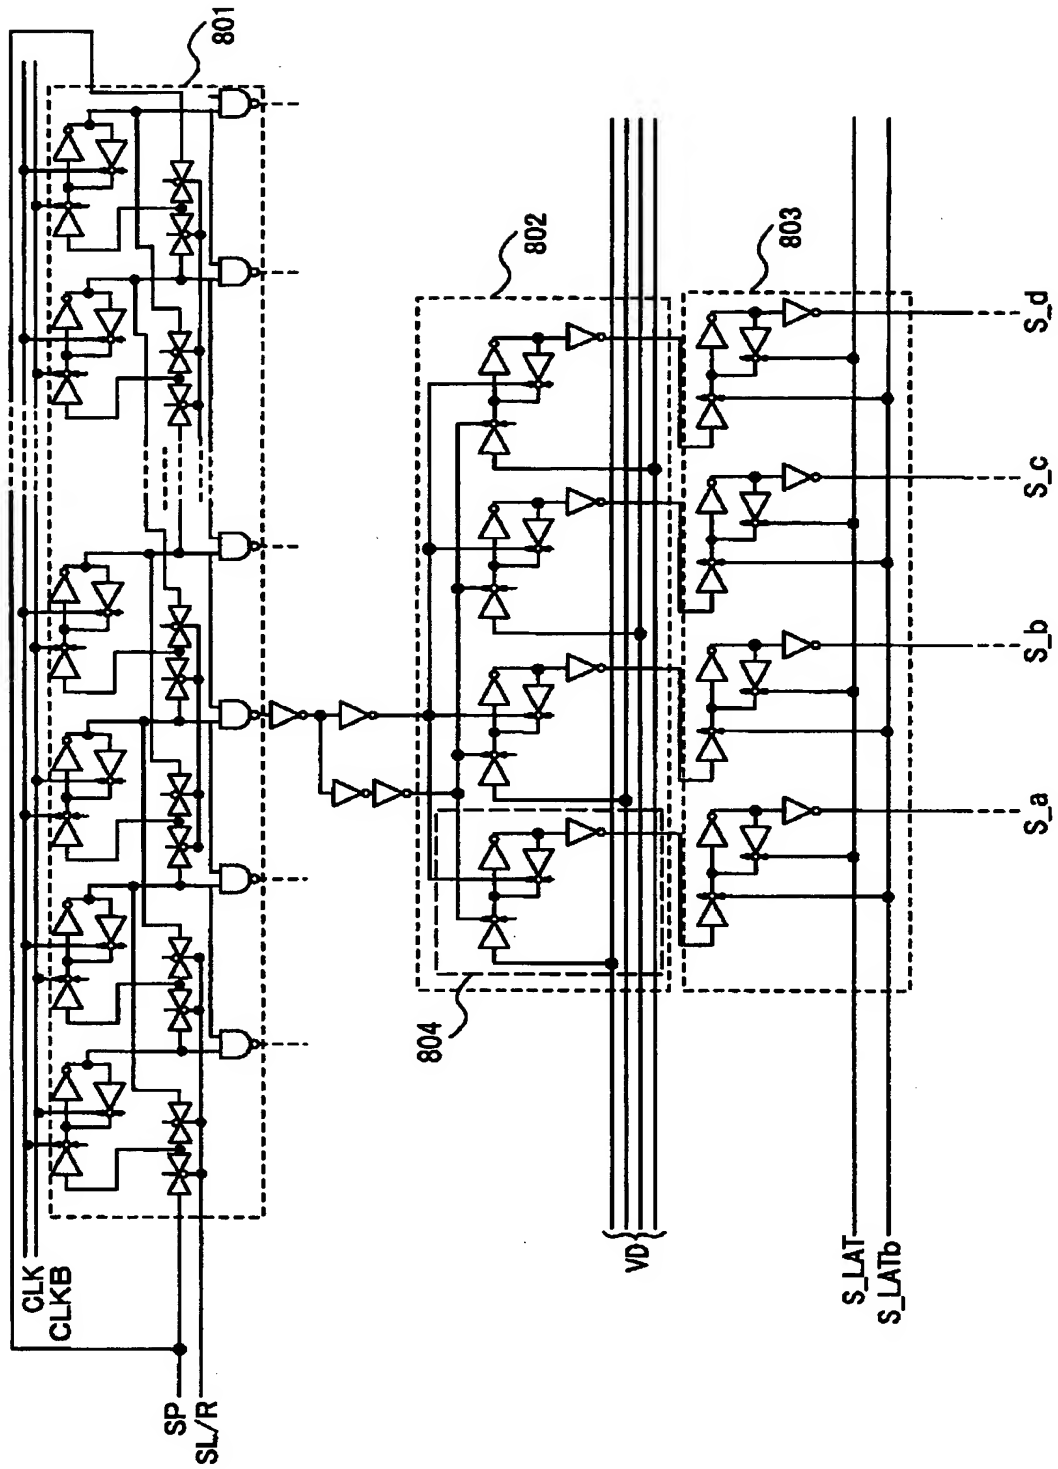 CLK
CLKB
SP
SL/R
801
802
803
804
VD
S_LAT
S_LATb
S_a
S_b
S_c
S_d